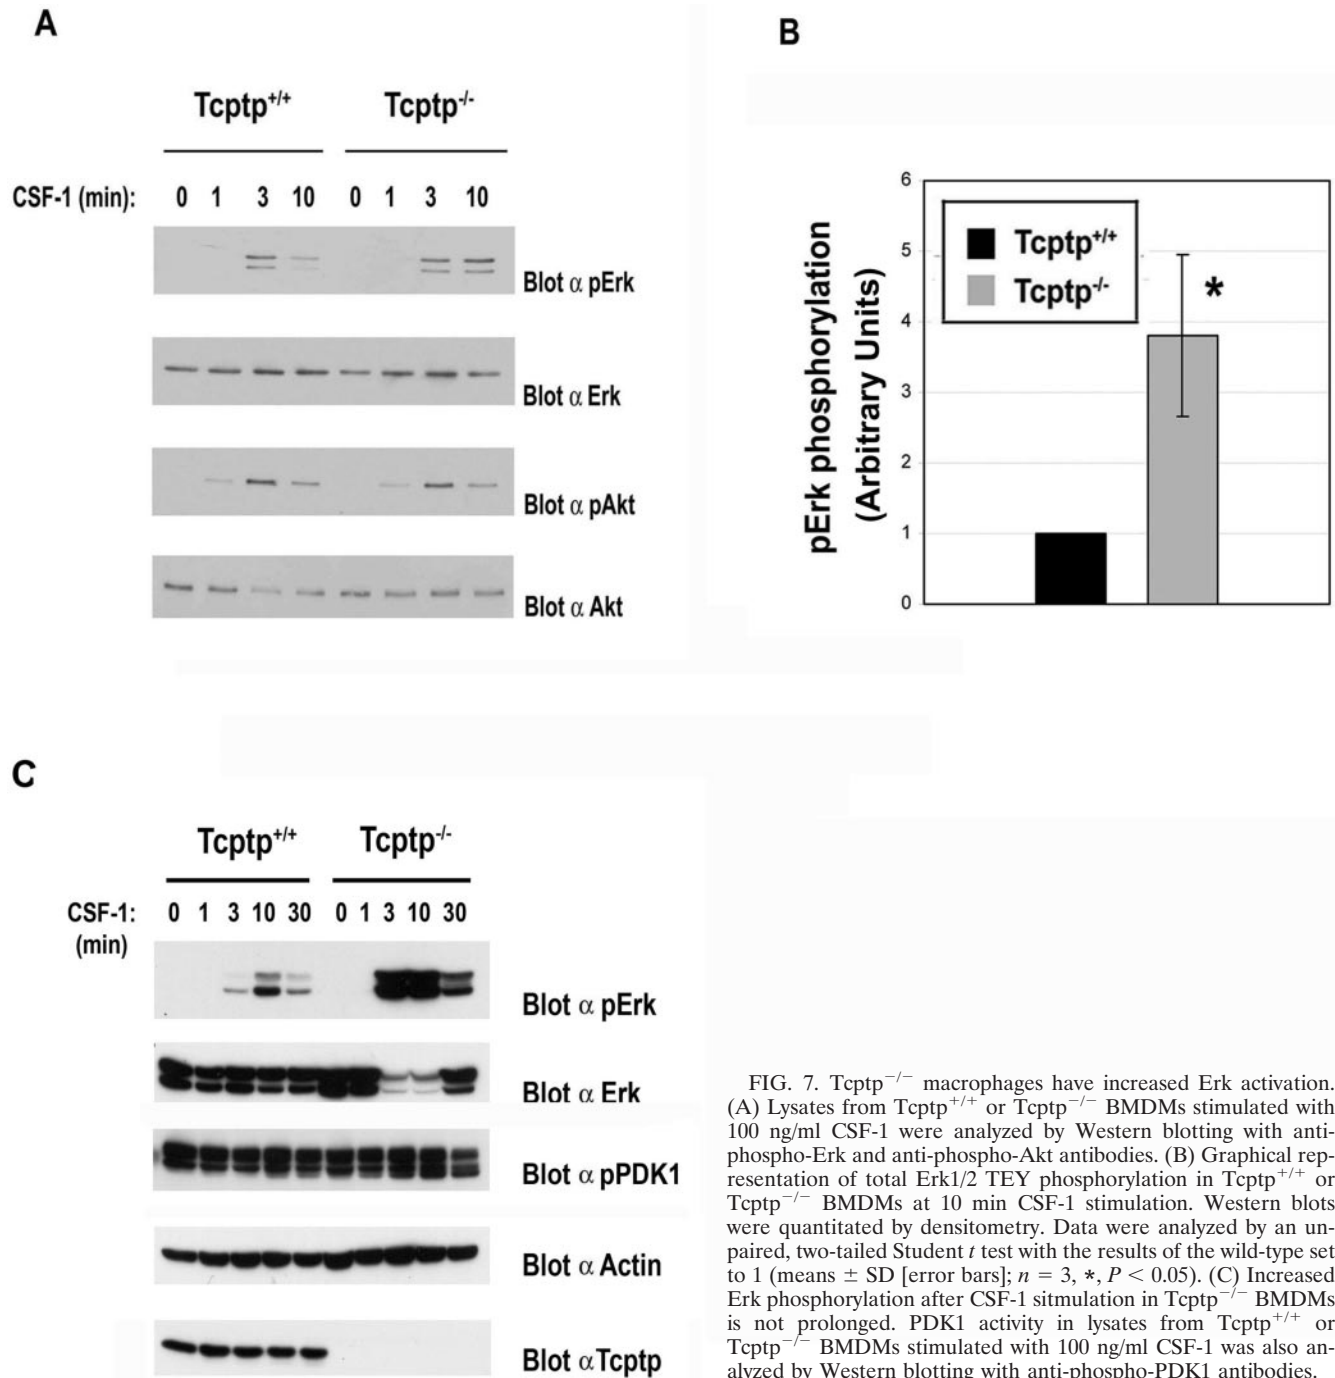 A
Tcptp+/+ Tcptp-/-
CSF-1 (min): 0 1 3 10 0 1 3 10
Blot α pErk
Blot α Erk
Blot α pAkt
Blot α Akt
B
pErk phosphorylation
(Arbitrary Units)
6
5
4
3
2
1
0
Tcptp+/+
Tcptp-/-
*
C
Tcptp+/+ Tcptp-/-
CSF-1: 0 1 3 10 30 0 1 3 10 30
(min)
Blot α pErk
Blot α Erk
Blot α pPDK1
Blot α Actin
Blot α Tcptp
FIG. 7. Tcptp−/− macrophages have increased Erk activation.
(A) Lysates from Tcptp+/+ or Tcptp−/− BMDMs stimulated with
100 ng/ml CSF-1 were analyzed by Western blotting with anti-
phospho-Erk and anti-phospho-Akt antibodies. (B) Graphical rep-
resentation of total Erk1/2 TEY phosphorylation in Tcptp+/+ or
Tcptp−/− BMDMs at 10 min CSF-1 stimulation. Western blots
were quantitated by densitometry. Data were analyzed by an un-
paired, two-tailed Student t test with the results of the wild-type set
to 1 (means ± SD [error bars]; n = 3, *, P < 0.05). (C) Increased
Erk phosphorylation after CSF-1 sitmulation in Tcptp−/− BMDMs
is not prolonged. PDK1 activity in lysates from Tcptp+/+ or
Tcptp−/− BMDMs stimulated with 100 ng/ml CSF-1 was also an-
alyzed by Western blotting with anti-phospho-PDK1 antibodies.